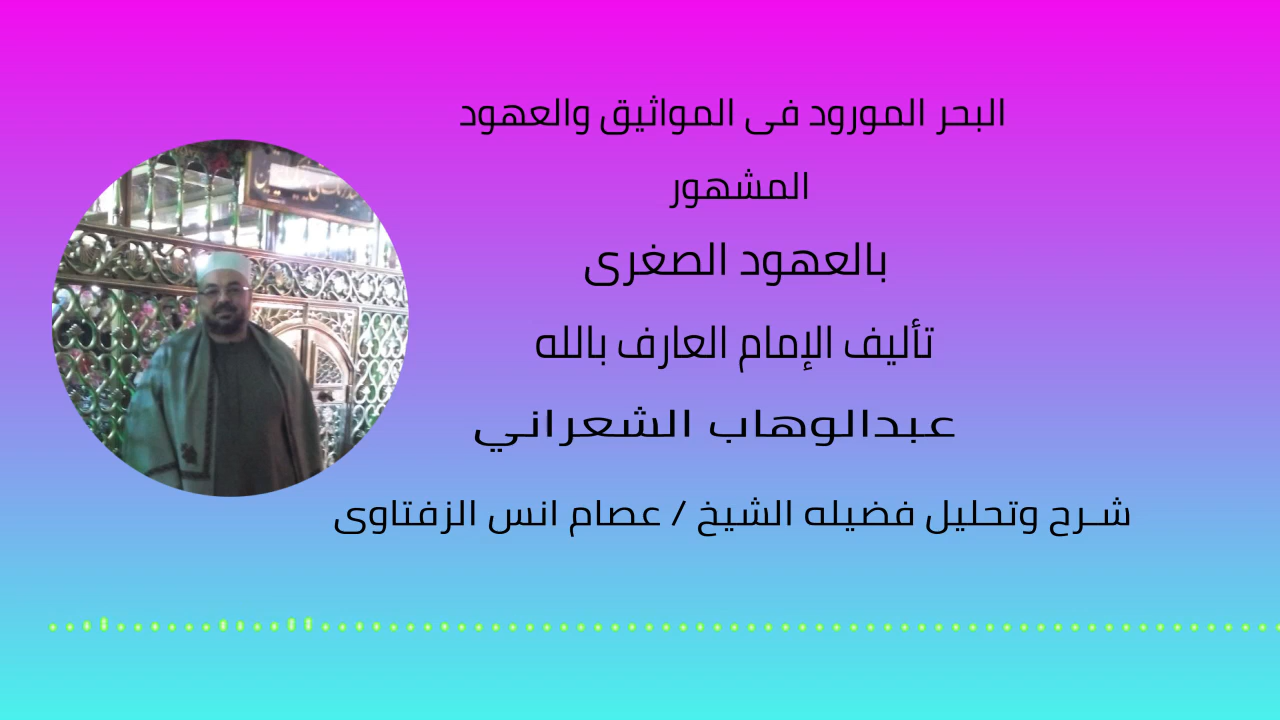 البحر المورود فى المواثيق والعهود
المشهور
بالعهود الصغرى
تأليف الإمام العارف بالله
عبدالوهاب الشعراني
شـرح وتحليل فضيله الشيخ / عصام انس الزفتاوى